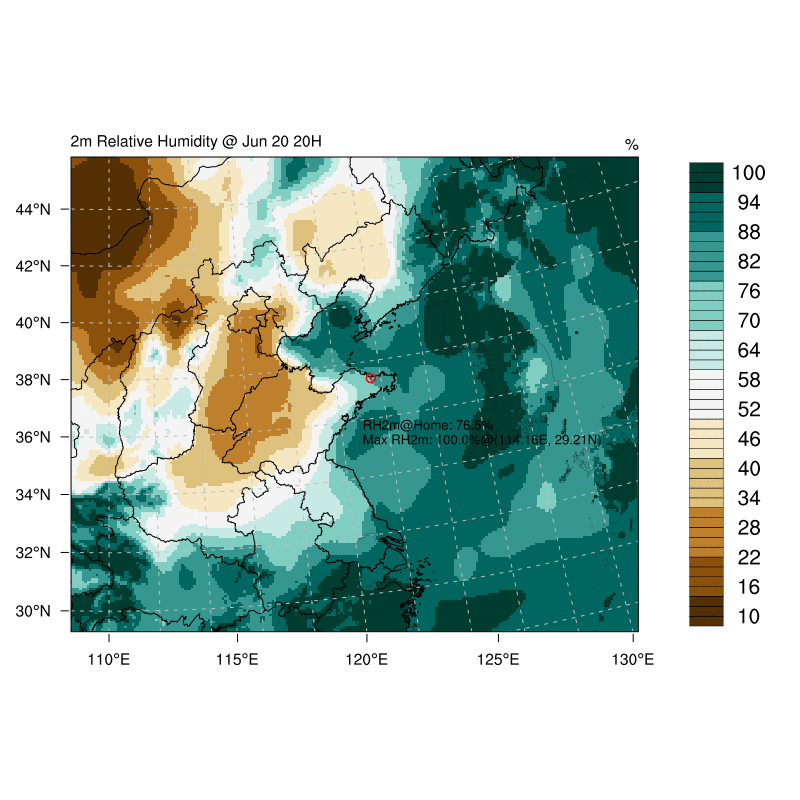 2m Relative Humidity @ Jun 20 20H
%
44°N
42°N
40°N
38°N
36°N
34°N
32°N
30°N
110°E
115°E
120°E
125°E
130°E
RH2m@Home: 76.5%
Max RH2m: 100.0%@(114.16E, 29.21N)
100
94
88
82
76
70
64
58
52
46
40
34
28
22
16
10